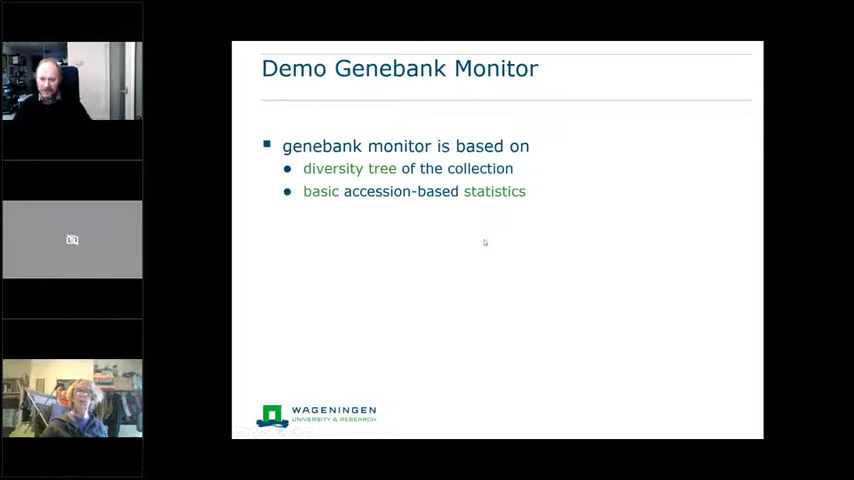 Demo Genebank Monitor
genebank monitor is based on
diversity tree of the collection
basic accession-based statistics
WAGENINGEN
UNIVERSITY & RESEARCH